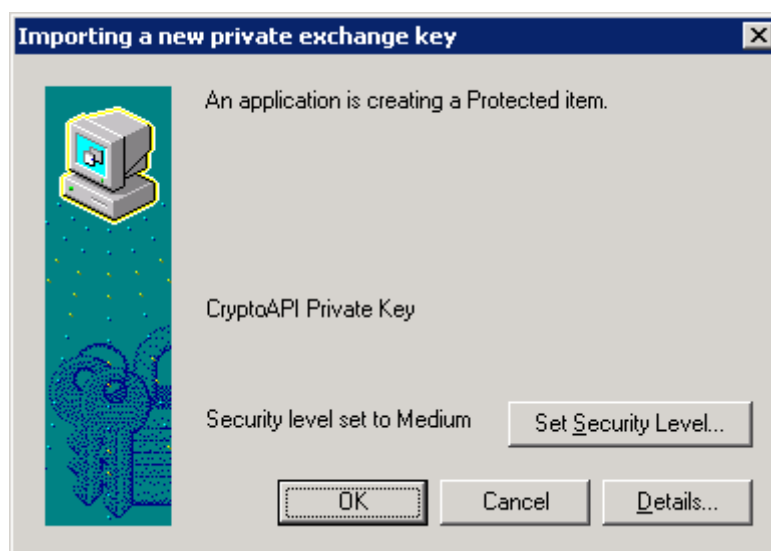 Importing a new private exchange key
An application is creating a Protected item.
CryptoAPI Private Key
Security level set to Medium
Set Security Level...
OK
Cancel
Details...